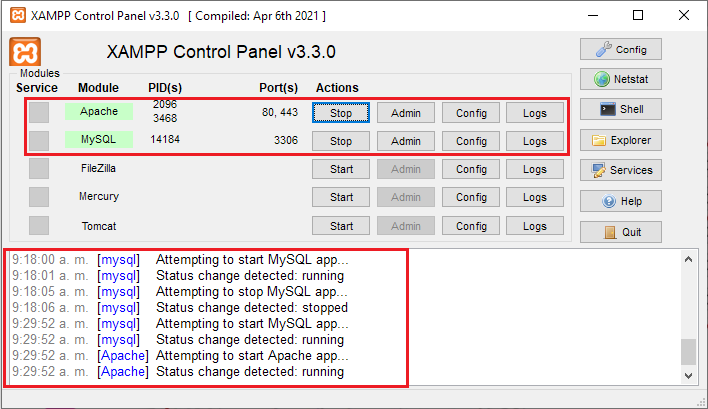 XAMPP Control Panel v3.3.0 [ Compiled: Apr 6th 2021 ]
XAMPP Control Panel v3.3.0
Config
Modules
Service Module PID(s) Port(s) Actions
Netstat
Apache 2096 3468 80, 443 Stop Admin Config Logs
Shell
MySQL 14184 3306 Stop Admin Config Logs
Explorer
FileZilla Start Admin Config Logs
Services
Mercury Start Admin Config Logs
Help
Tomcat Start Admin Config Logs
Quit
9:18:00 a. m. [mysql] Attempting to start MySQL app...
9:18:01 a. m. [mysql] Status change detected: running
9:18:05 a. m. [mysql] Attempting to stop MySQL app...
9:18:06 a. m. [mysql] Status change detected: stopped
9:29:52 a. m. [mysql] Attempting to start MySQL app...
9:29:52 a. m. [mysql] Status change detected: running
9:29:52 a. m. [Apache] Attempting to start Apache app...
9:29:52 a. m. [Apache] Status change detected: running